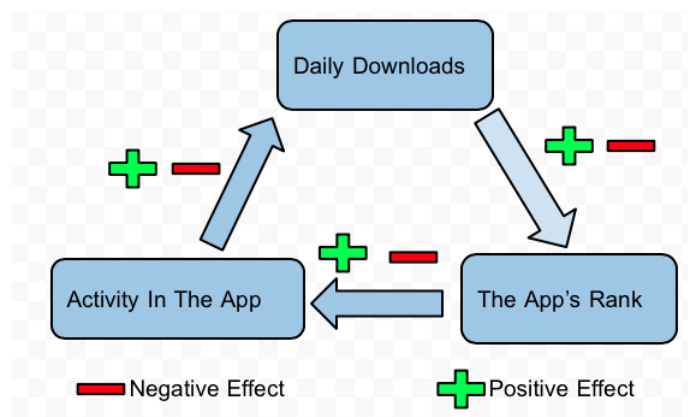 Daily Downloads
Activity In The App
The App's Rank
Negative Effect
Positive Effect